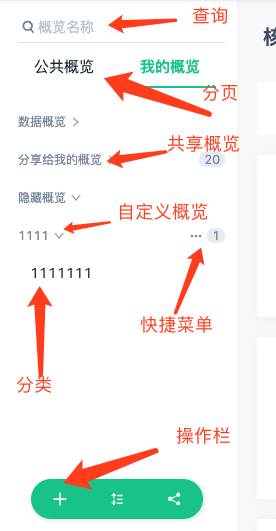 查询
概览名称
公共概览 我的概览
分页
数据概览
共享概览
分享给我的概览 20
隐藏概览
自定义概览
1111 1
1111111
快捷菜单
分类
操作栏